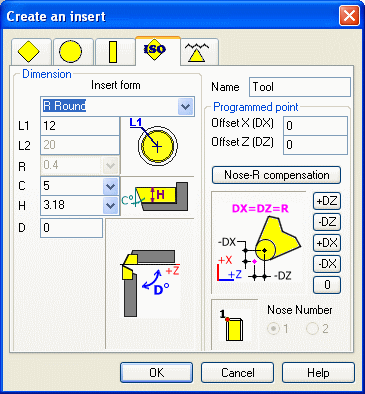 Create an insert
ISO
Dimension
Insert form
R Round
L1 12
L2 20
R 0.4
C 5
H 3.18
D 0
L1
C° H
+Z
D°
Name Tool
Programmed point
Offset X (DX) 0
Offset Z (DZ) 0
Nose-R compensation
DX=DZ=R
-DX
+X
+Z
-DZ
+DZ
-DZ
+DX
-DX
0
1
Nose Number
1 2
OK Cancel Help